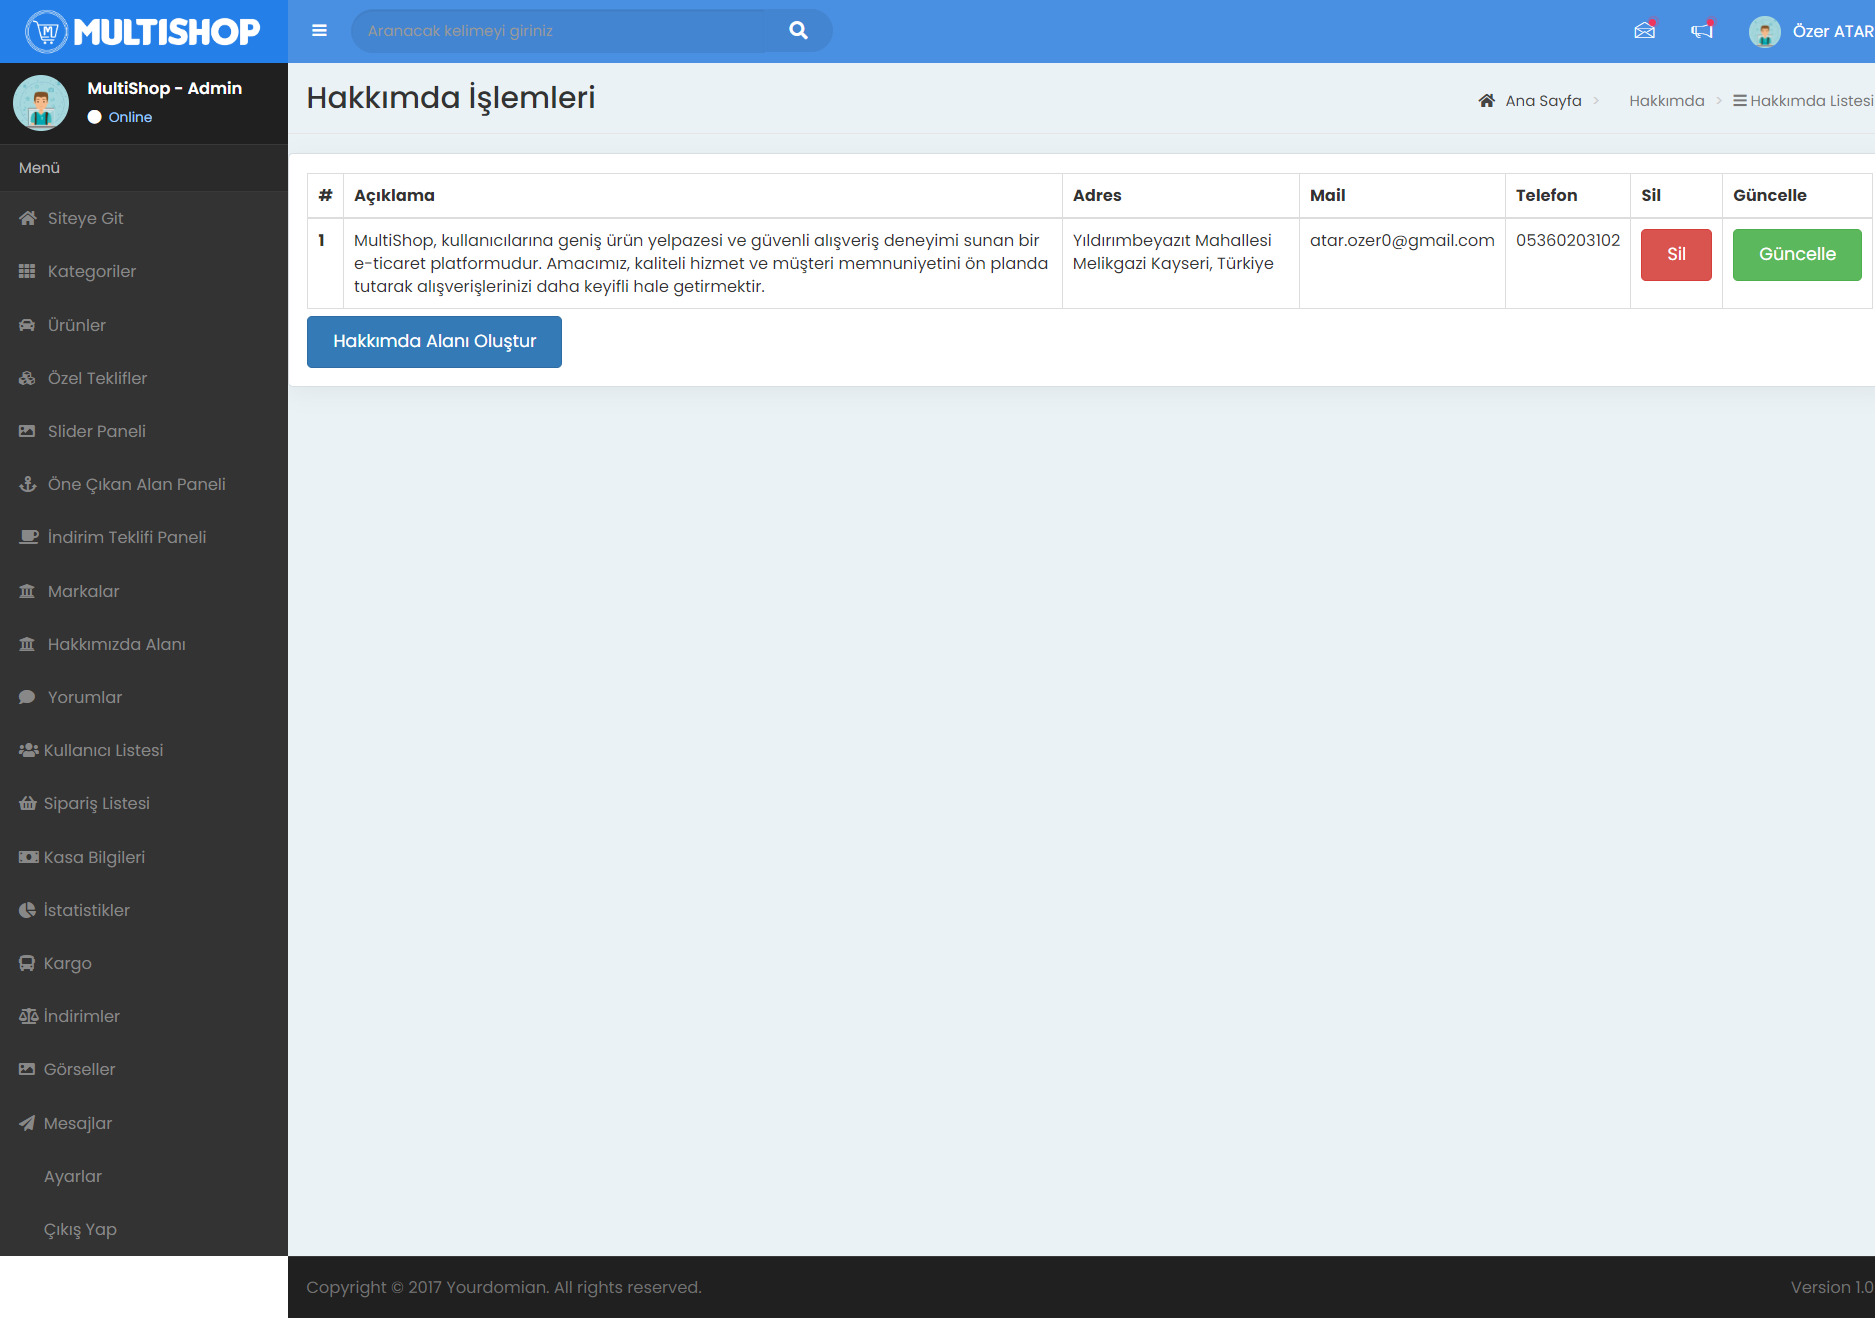 MULTISHOP
Aranacak kelimeyi giriniz
Özer ATAR
MultiShop - Admin
Online
Menü
Siteye Git
Kategoriler
Ürünler
Özel Teklifler
Slider Paneli
Öne Çıkan Alan Paneli
İndirim Teklifi Paneli
Markalar
Hakkımızda Alanı
Yorumlar
Kullanıcı Listesi
Sipariş Listesi
Kasa Bilgileri
İstatistikler
Kargo
İndirimler
Görseller
Mesajlar
Ayarlar
Çıkış Yap
Hakkımda İşlemleri
Ana Sayfa > Hakkımda > Hakkımda Listesi
# Açıklama Adres Mail Telefon Sil Güncelle
1 MultiShop, kullanıcılarına geniş ürün yelpazesi ve güvenli alışveriş deneyimi sunan bir
e-ticaret platformudur. Amacımız, kaliteli hizmet ve müşteri memnuniyetini ön planda
tutarak alışverişlerinizi daha keyifli hale getirmektir.
Yıldırımbeyazıt Mahallesi
Melikgazi Kayseri, Türkiye
atar.ozer0@gmail.com
05360203102
Sil
Güncelle
Hakkımda Alanı Oluştur
Copyright © 2017 Yourdomian. All rights reserved.
Version 1.0